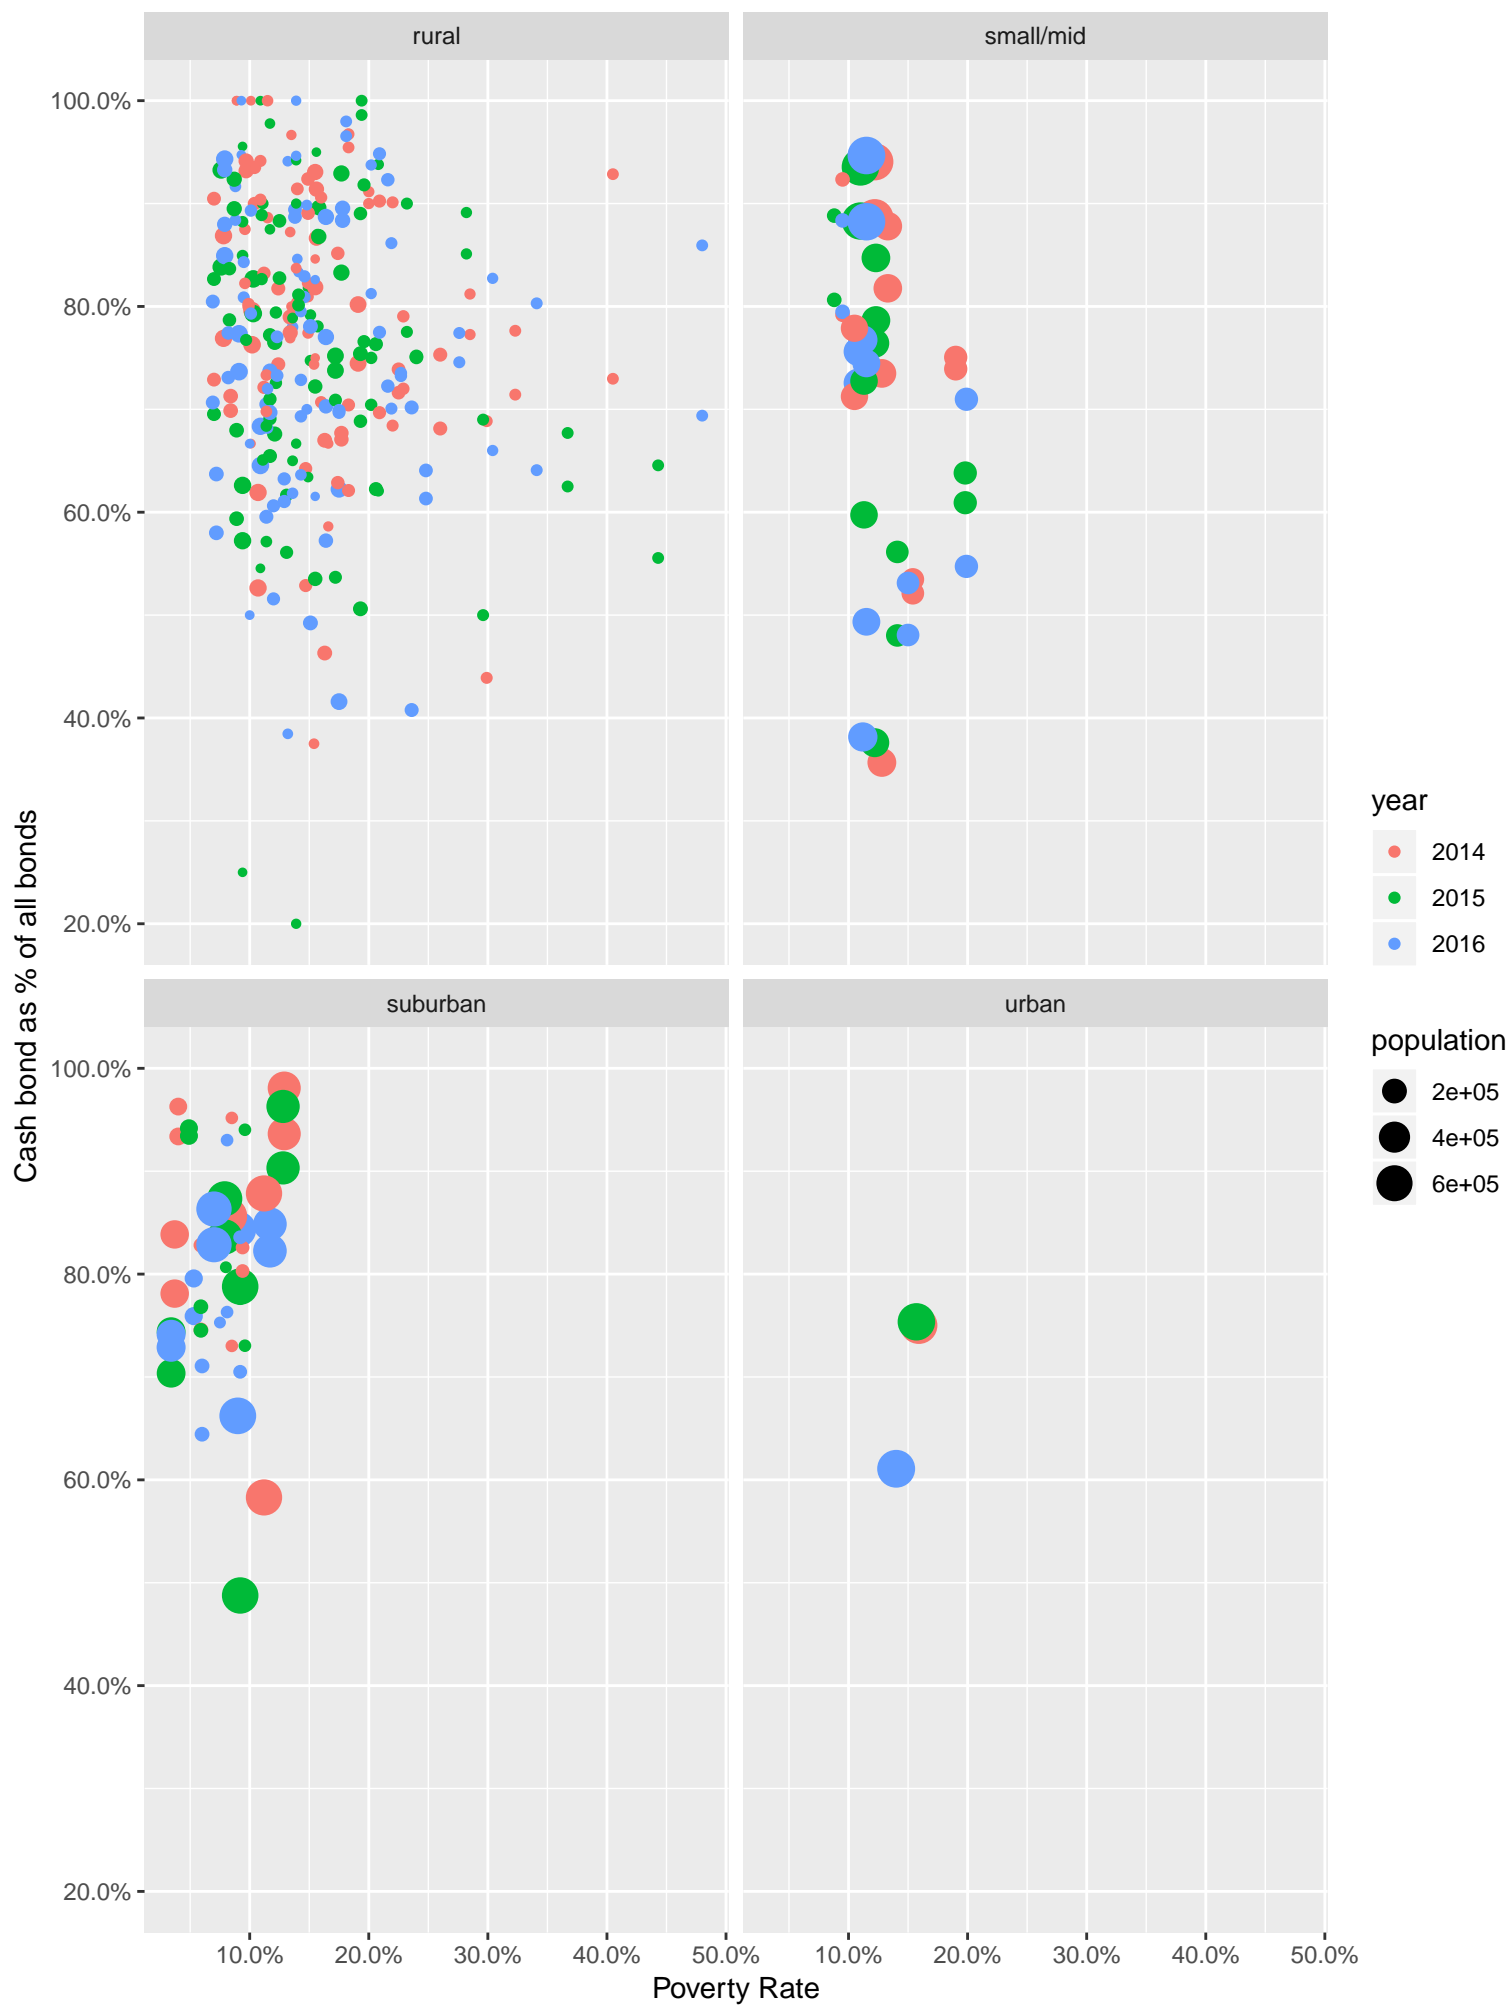 rural
small/mid
100.0%
80.0%
60.0%
40.0%
20.0%
suburban
urban
100.0%
80.0%
60.0%
40.0%
20.0%
10.0% 20.0% 30.0% 40.0% 50.0% 10.0% 20.0% 30.0% 40.0% 50.0%
Poverty Rate
Cash bond as % of all bonds
year
2014
2015
2016
population
2e+05
4e+05
6e+05